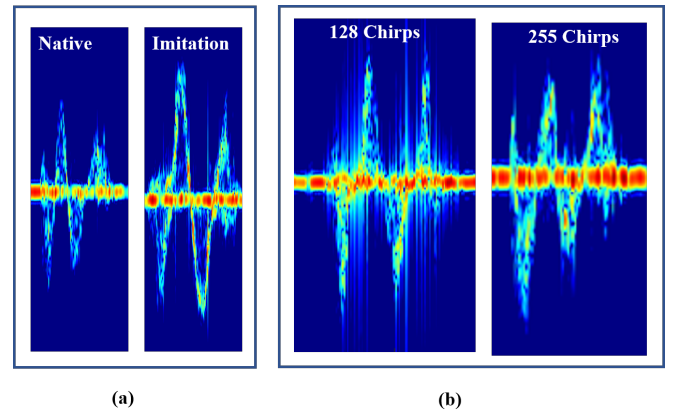 Native
Imitation
128 Chirps
255 Chirps
(a)
(b)